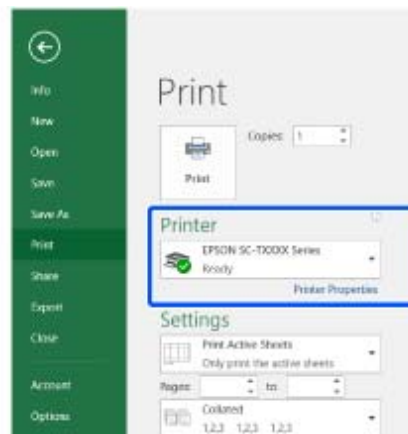 Info
New
Open
Save
Save As
Print
Share
Export
Close
Account
Options
Print
Copies: 1
Print
Printer
EPSON SC-TXXXX Series
Ready
Printer Properties
Settings
Print Active Sheets
Only print the active sheets
Pages: to
Collated
1,2,3 1,2,3 1,2,3